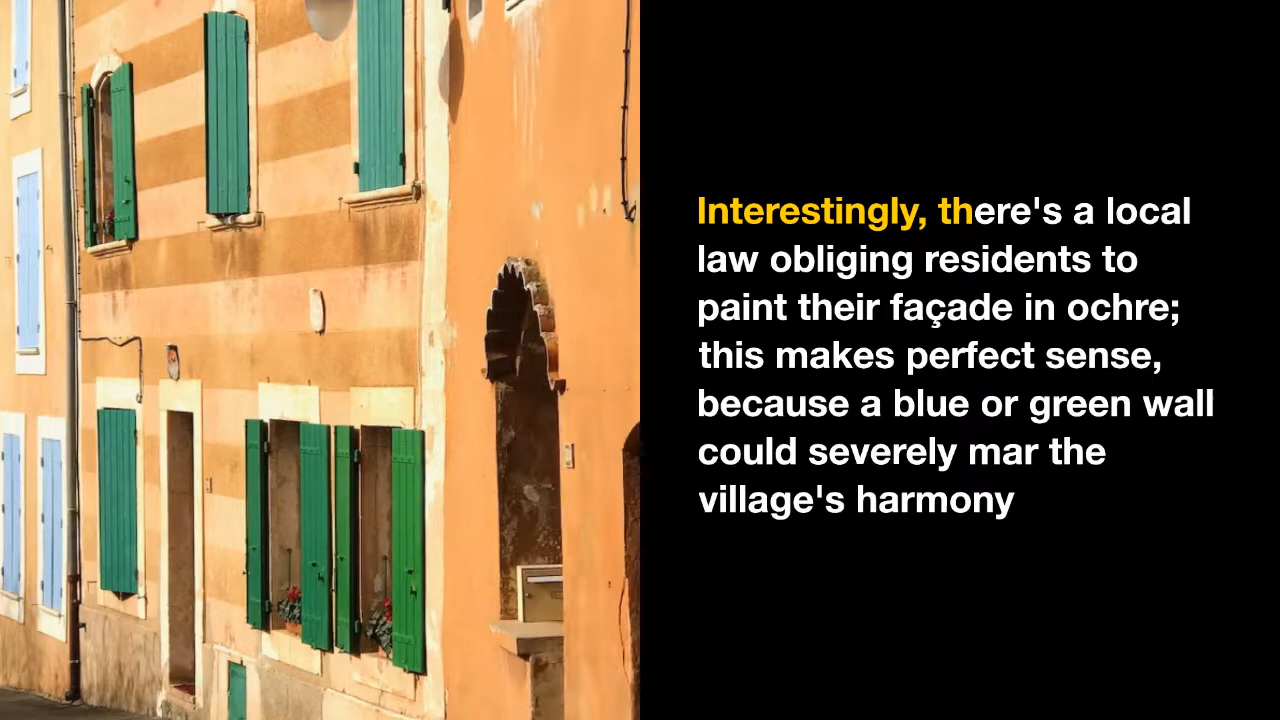 Interestingly, there's a local
law obliging residents to
paint their façade in ochre;
this makes perfect sense,
because a blue or green wall
could severely mar the
village's harmony